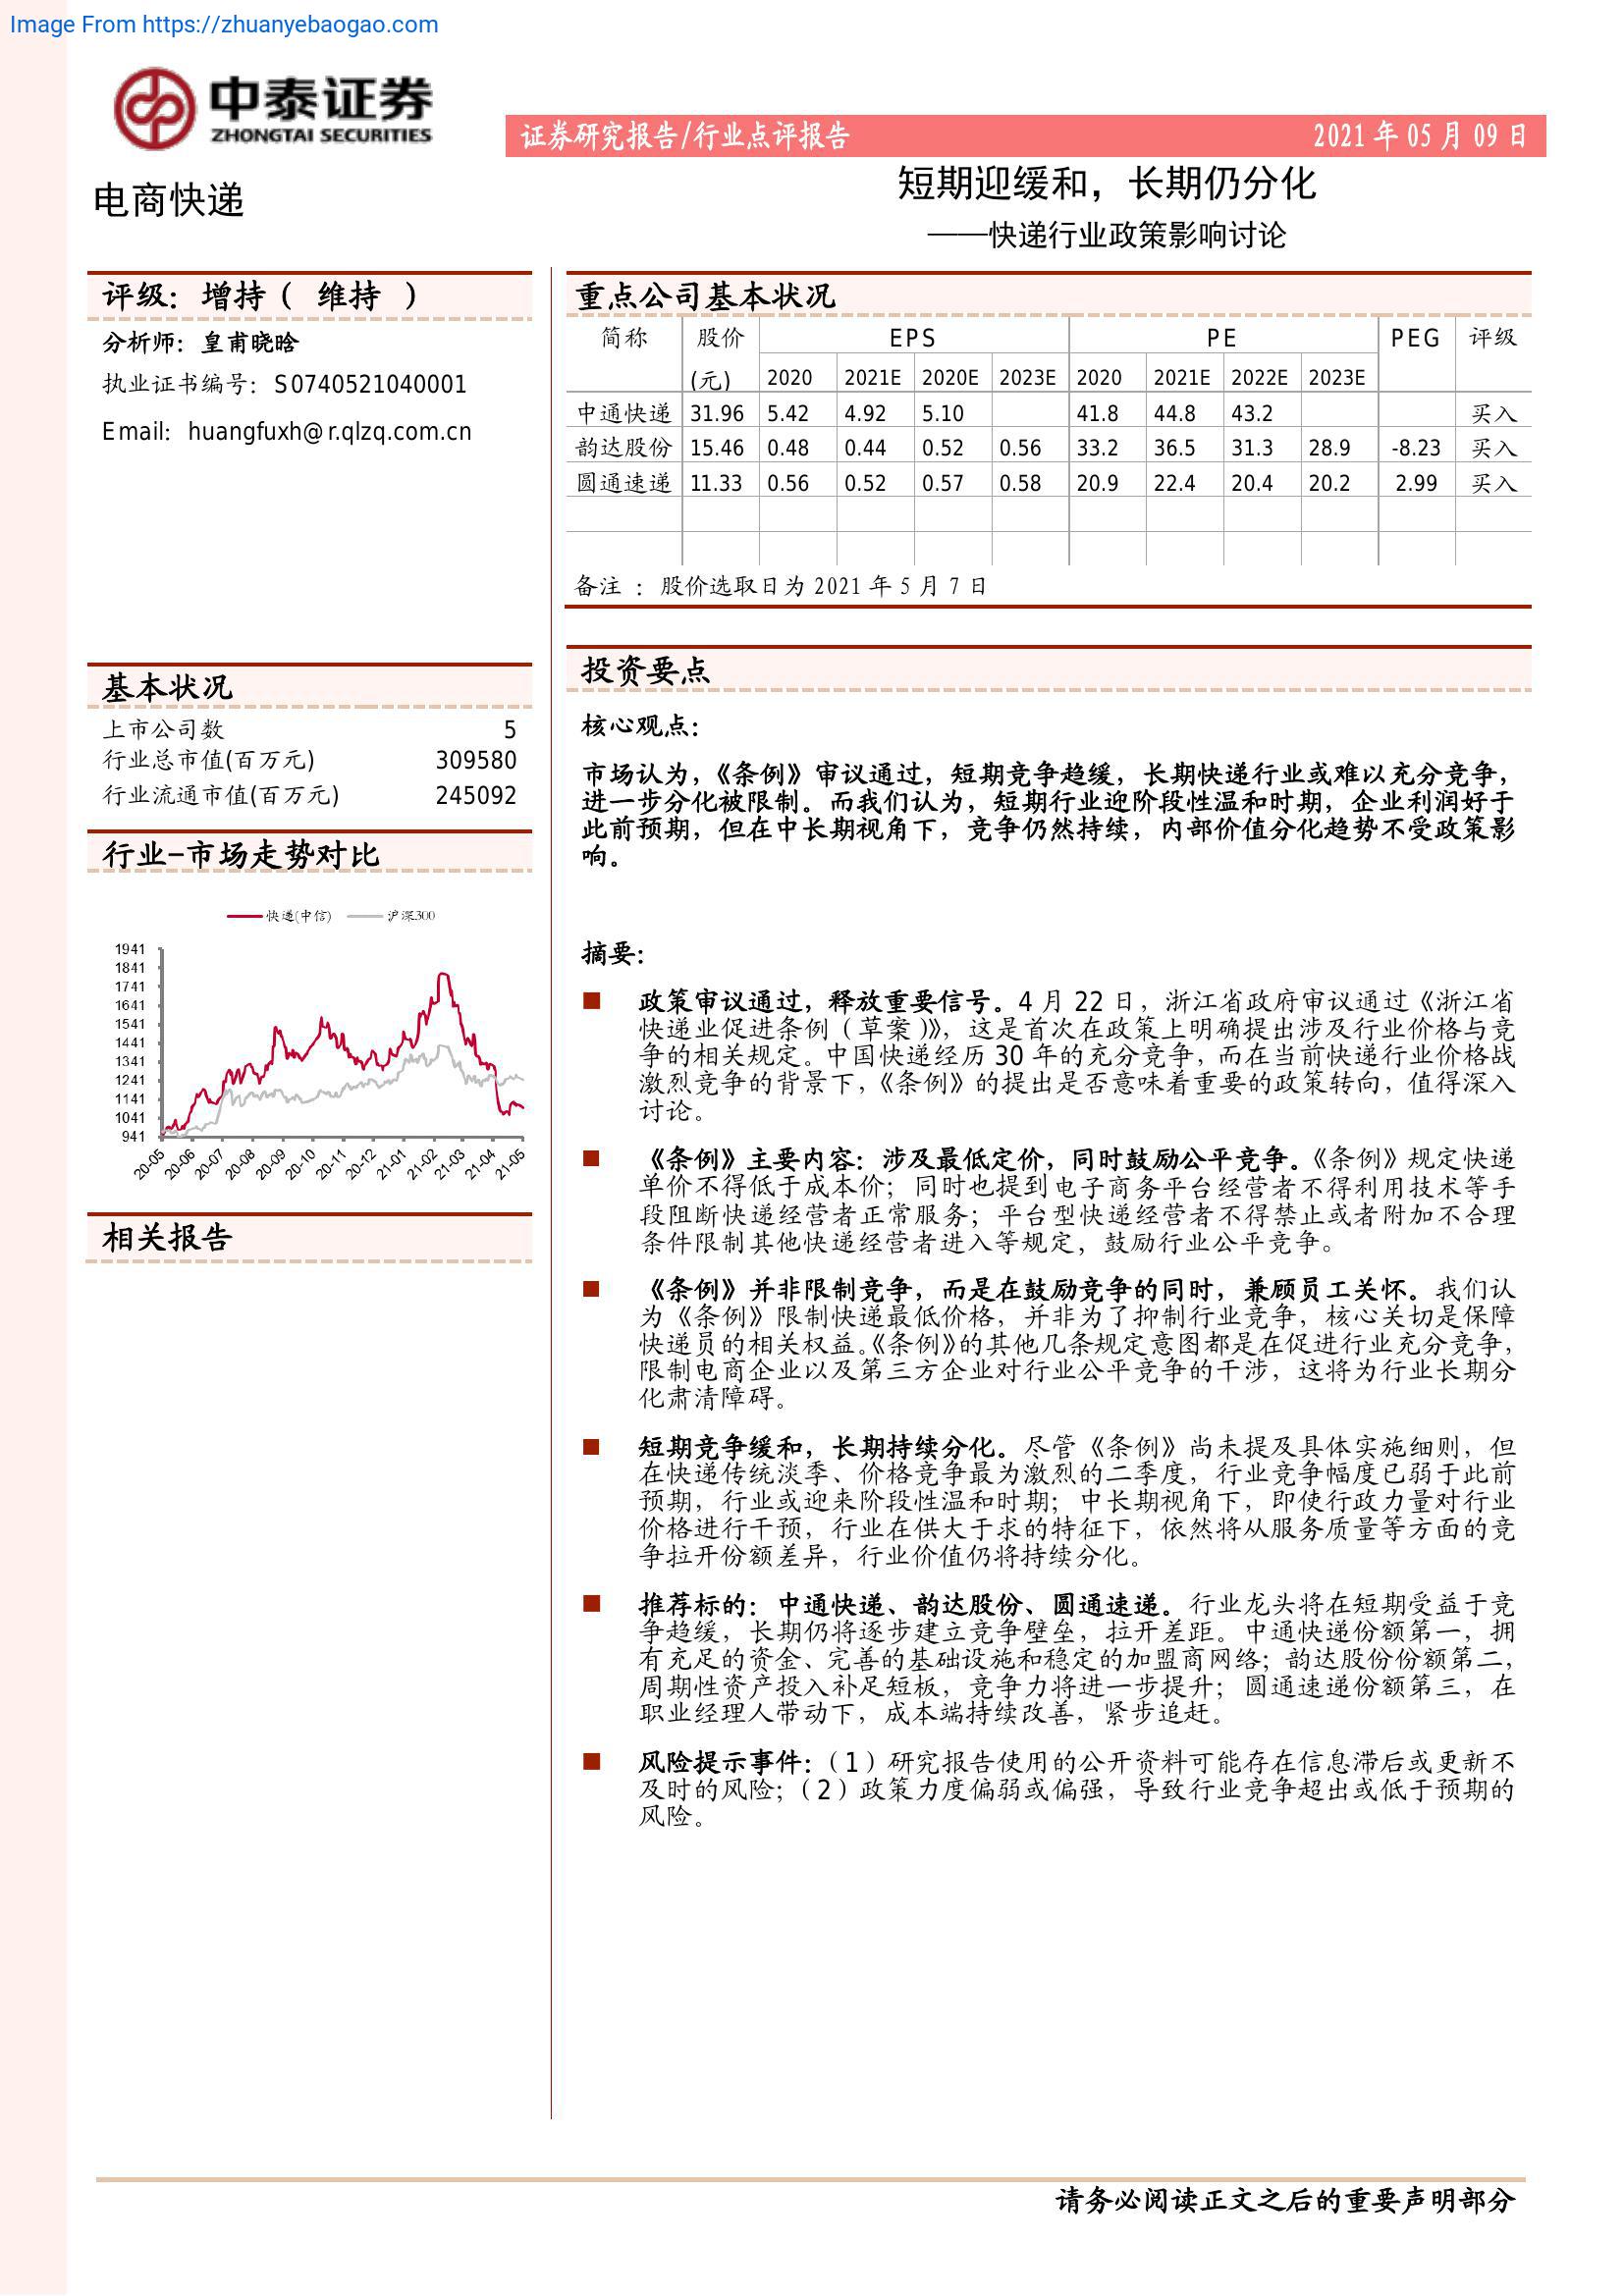 Image From https://zhuanyebaogao.com
中泰证券
ZHONGTAI SECURITIES
证券研究报告/行业点评报告
2021 年 05 月 09 日
电商快递
短期迎缓和，长期仍分化
——快递行业政策影响讨论
评级：增持（ 维持 ）
分析师：皇甫晓晗
执业证书编号：S0740521040001
Email：huangfuxh@r.qlzq.com.cn
基本状况
上市公司数 5
行业总市值(百万元) 309580
行业流通市值(百万元) 245092
行业-市场走势对比
快递(中信) 沪深300
1941
1841
1741
1641
1541
1441
1341
1241
1141
1041
941
20-05 20-06 20-07 20-08 20-09 20-10 20-11 20-12 21-01 21-02 21-03 21-04 21-05
相关报告
重点公司基本状况
简称 股价 EPS PE PEG 评级
(元) 2020 2021E 2020E 2023E 2020 2021E 2022E 2023E
中通快递 31.96 5.42 4.92 5.10 41.8 44.8 43.2 买入
韵达股份 15.46 0.48 0.44 0.52 0.56 33.2 36.5 31.3 28.9 -8.23 买入
圆通速递 11.33 0.56 0.52 0.57 0.58 20.9 22.4 20.4 20.2 2.99 买入
备注 ：股价选取日为 2021 年 5 月 7 日
投资要点
核心观点：
市场认为，《条例》审议通过，短期竞争趋缓，长期快递行业或难以充分竞争，
进一步分化被限制。而我们认为，短期行业迎阶段性温和时期，企业利润好于
此前预期，但在中长期视角下，竞争仍然持续，内部价值分化趋势不受政策影
响。
摘要：
■ 政策审议通过，释放重要信号。4 月 22 日，浙江省政府审议通过《浙江省
快递业促进条例（草案）》，这是首次在政策上明确提出涉及行业价格与竞
争的相关规定。中国快递经历 30 年的充分竞争，而在当前快递行业价格战
激烈竞争的背景下，《条例》的提出是否意味着重要的政策转向，值得深入
讨论。
■ 《条例》主要内容：涉及最低定价，同时鼓励公平竞争。《条例》规定快递
单价不得低于成本价；同时也提到电子商务平台经营者不得利用技术等手
段阻断快递经营者正常服务；平台型快递经营者不得禁止或者附加不合理
条件限制其他快递经营者进入等规定，鼓励行业公平竞争。
■ 《条例》并非限制竞争，而是在鼓励竞争的同时，兼顾员工关怀。我们认
为《条例》限制快递最低价格，并非为了抑制行业竞争，核心关切是保障
快递员的相关权益。《条例》的其他几条规定意图都是在促进行业充分竞争，
限制电商企业以及第三方企业对行业公平竞争的干涉，这将为行业长期分
化肃清障碍。
■ 短期竞争缓和，长期持续分化。尽管《条例》尚未提及具体实施细则，但
在快递传统淡季、价格竞争最为激烈的二季度，行业竞争幅度已弱于此前
预期，行业或迎来阶段性温和时期；中长期视角下，即使行政力量对行业
价格进行干预，行业在供大于求的特征下，依然将从服务质量等方面的竞
争拉开份额差异，行业价值仍将持续分化。
■ 推荐标的：中通快递、韵达股份、圆通速递。行业龙头将在短期受益于竞
争趋缓，长期仍将逐步建立竞争壁垒，拉开差距。中通快递份额第一，拥
有充足的资金、完善的基础设施和稳定的加盟商网络；韵达股份份额第二，
周期性资产投入补足短板，竞争力将进一步提升；圆通速递份额第三，在
职业经理人带动下，成本端持续改善，紧步追赶。
■ 风险提示事件：（1）研究报告使用的公开资料可能存在信息滞后或更新不
及时的风险；（2）政策力度偏弱或偏强，导致行业竞争超出或低于预期的
风险。
请务必阅读正文之后的重要声明部分